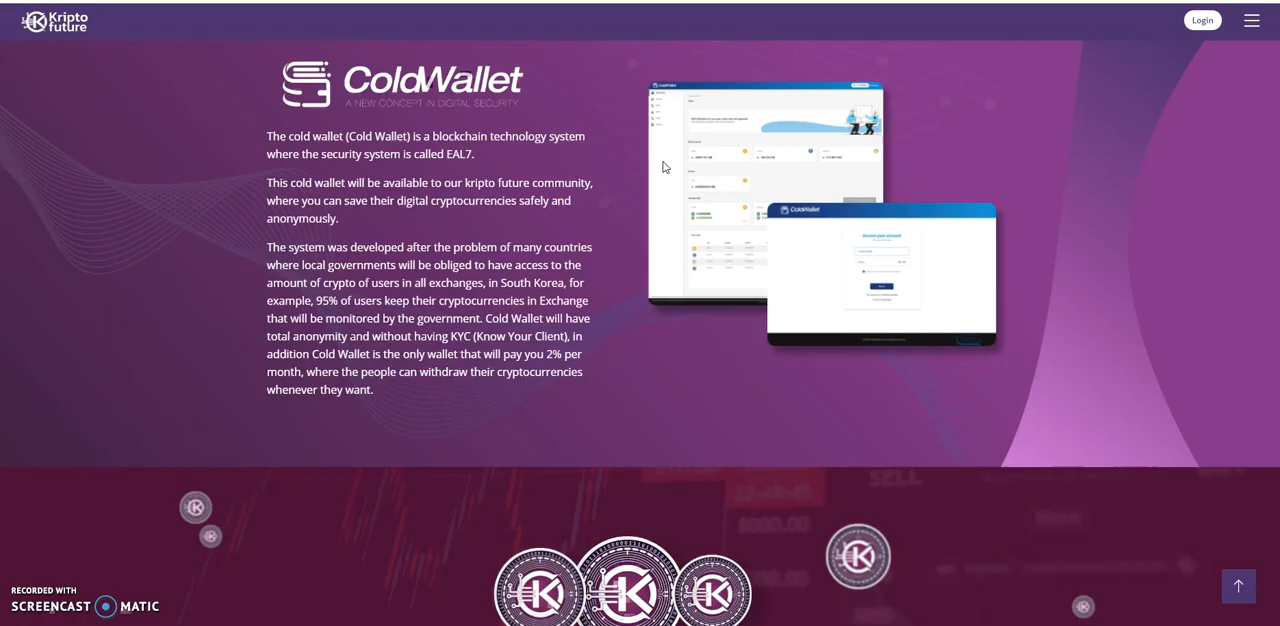 Kripto
future
Login
ColdWallet
A NEW CONCEPT IN DIGITAL SECURITY
The cold wallet (Cold Wallet) is a blockchain technology system
where the security system is called EAL7.
This cold wallet will be available to our kripto future community,
where you can save their digital cryptocurrencies safely and
anonymously.
The system was developed after the problem of many countries
where local governments will be obliged to have access to the
amount of crypto of users in all exchanges, in South Korea, for
example, 95% of users keep their cryptocurrencies in Exchange
that will be monitored by the government. Cold Wallet will have
total anonymity and without having KYC (Know Your Client), in
addition Cold Wallet is the only wallet that will pay you 2% per
month, where the people can withdraw their cryptocurrencies
whenever they want.
ColdWallet
Access your account
SELL
RECORDED WITH
SCREENCAST MATIC